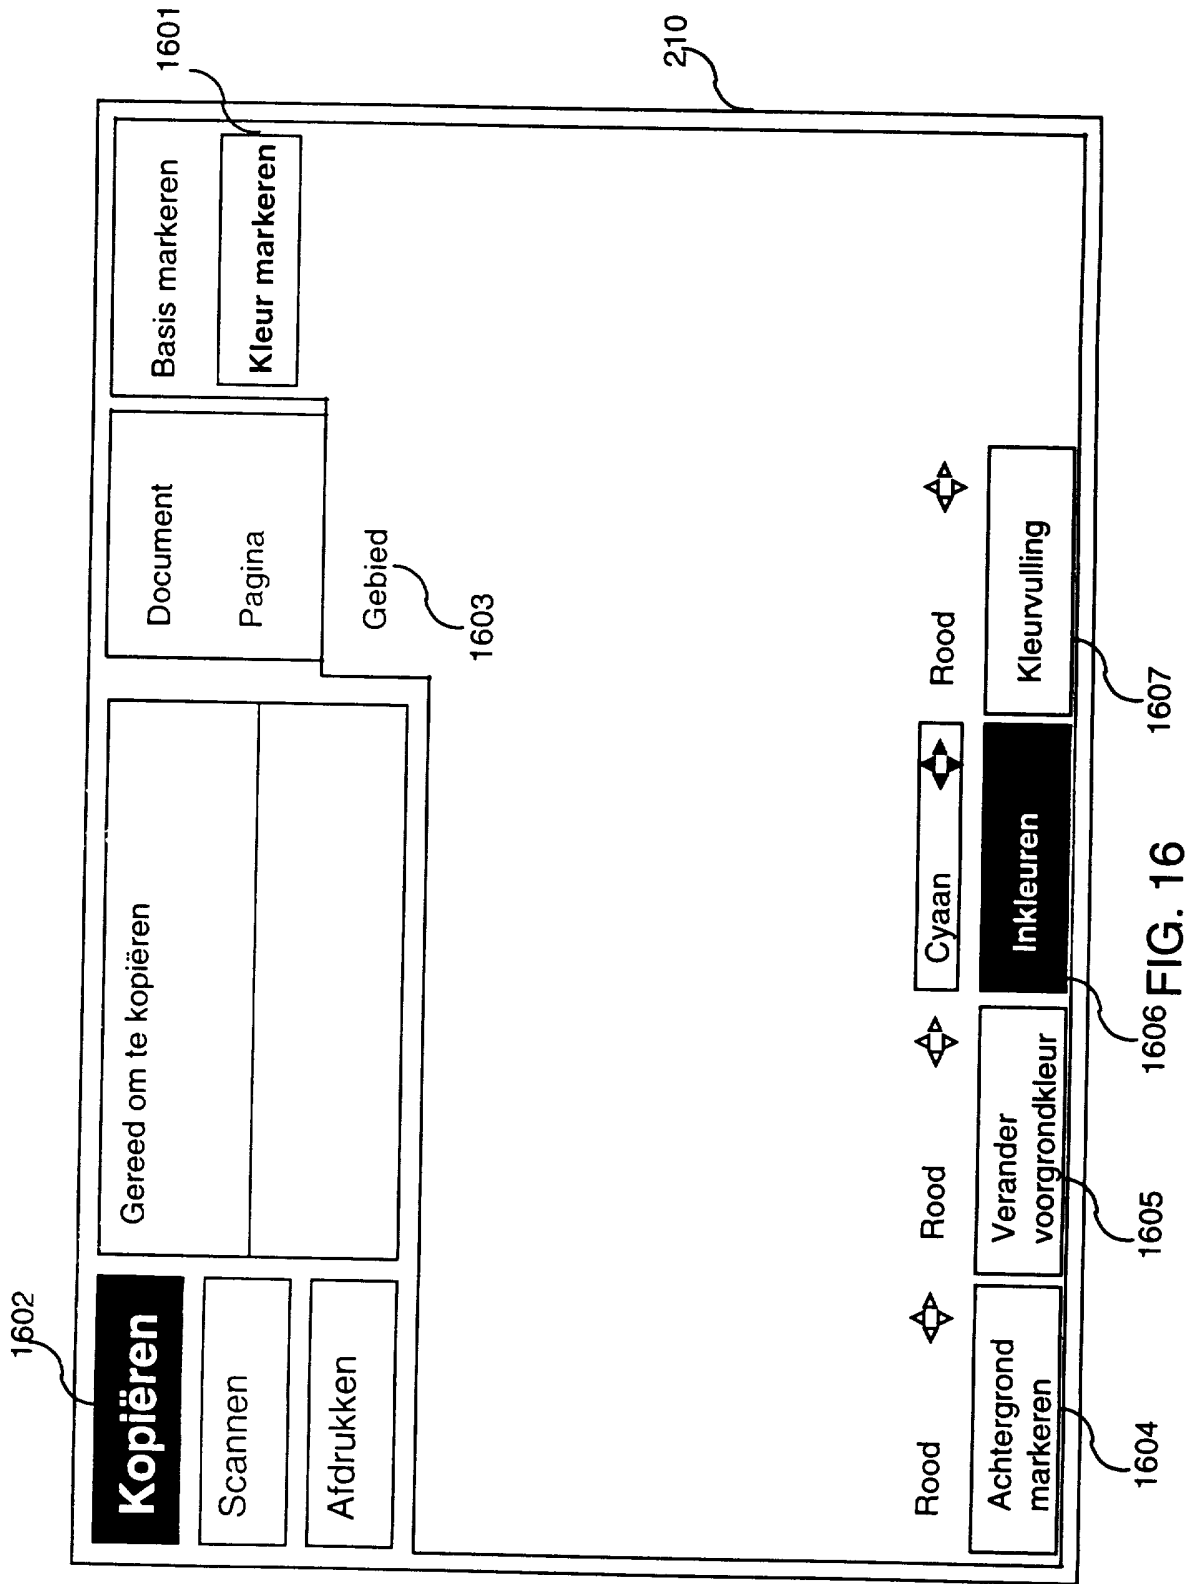 1602
Kopiëren
Scannen
Afdrukken
Gereed om te kopiëren
Document
Pagina
Gebied
1603
Basis markeren
Kleur markeren
1601
210
Rood
Rood
Cyaan
Rood
Achtergrond
markeren
Verander
voorgrondkleur
Inkleuren
Kleurvulling
1604
1605
1606
1607
FIG. 16